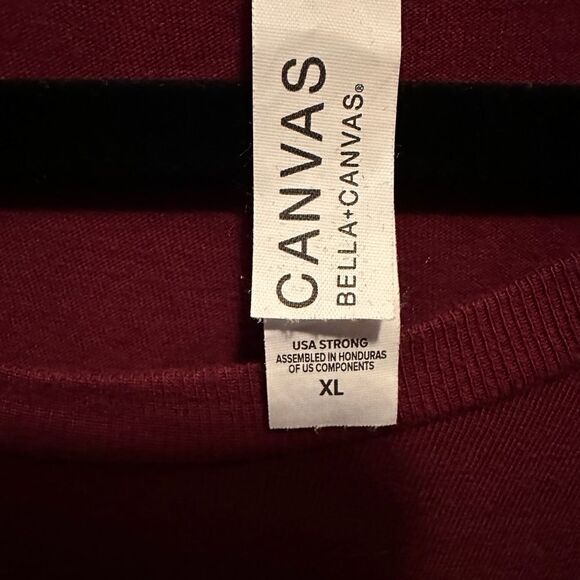 CANVAS
BELLA+CANVAS®
USA STRONG
ASSEMBLED IN HONDURAS
OF US COMPONENTS
XL